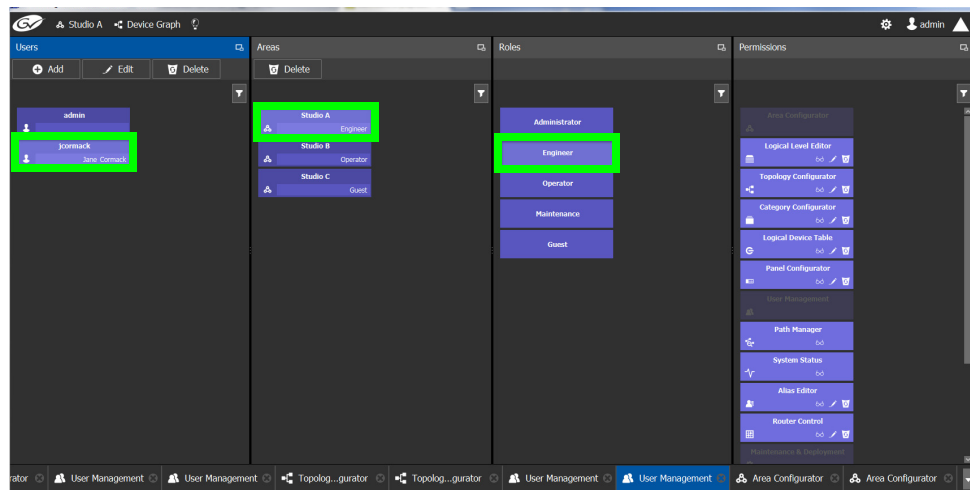 GV Studio A Device Graph admin
Users Areas Roles Permissions
Add Edit Delete Delete
admin
jcormack
Jane Cormack
Studio A
Engineer
Studio B
Operator
Studio C
Guest
Administrator
Engineer
Operator
Maintenance
Guest
Area Configurator
Logical Level Editor
Topology Configurator
Category Configurator
Logical Device Table
Panel Configurator
User Management
Path Manager
System Status
Alias Editor
Router Control
Maintenance & Deployment
rator User Management User Management Topolog...gurator Topolog...gurator User Management User Management Area Configurator Area Configurator